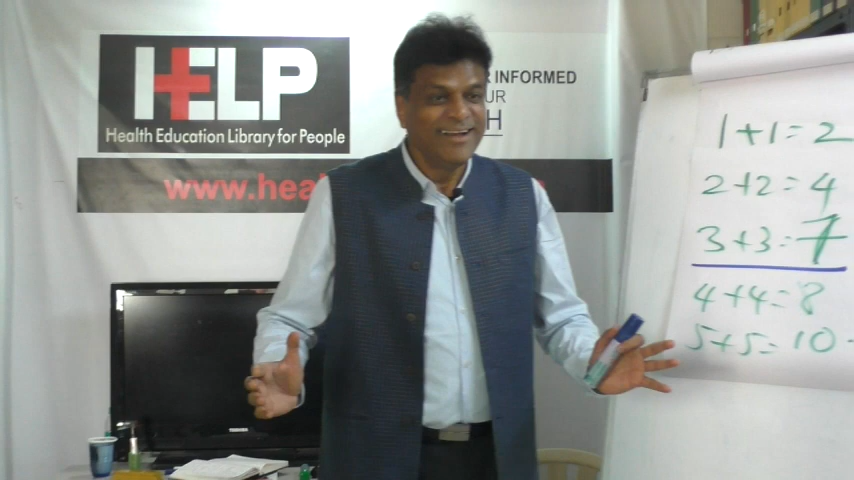 HELP
Health Education Library for People
www.hea
R INFORMED
UR
H
1+1=2
2+2=4
3+3=7
4+4=8
5+5=10
TOSHIBA